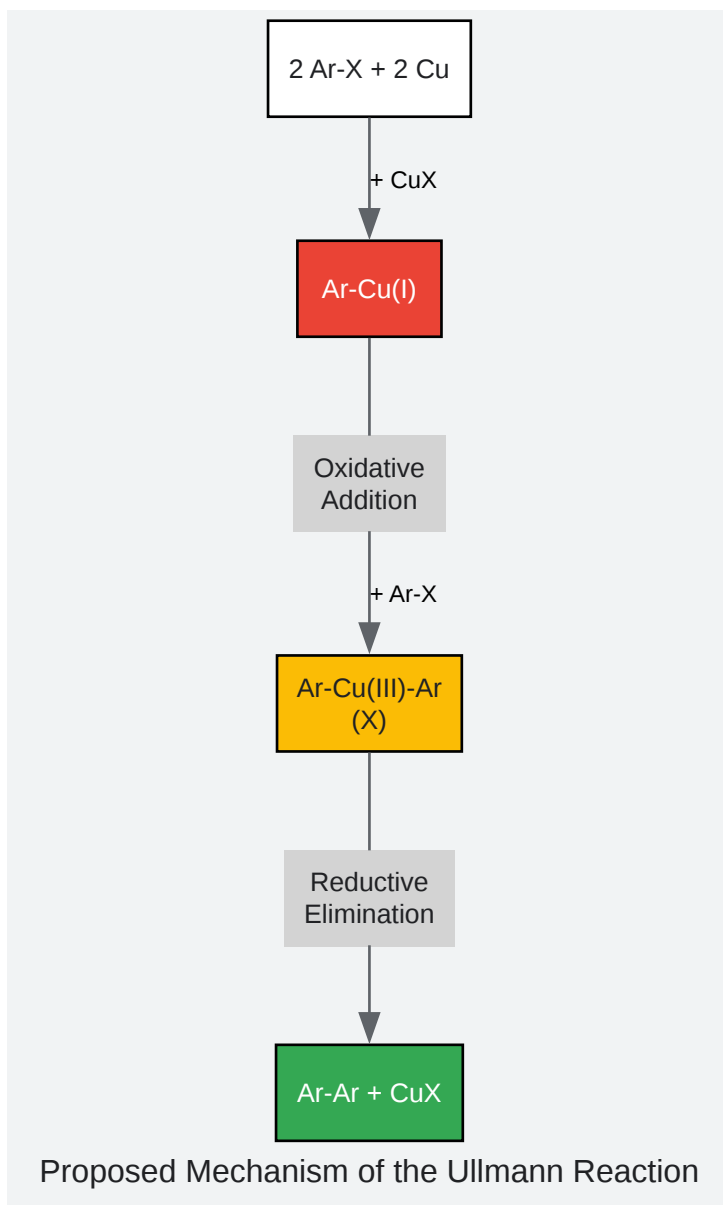 2 Ar-X + 2 Cu
+ CuX
Ar-Cu(I)
Oxidative
Addition
+ Ar-X
Ar-Cu(III)-Ar
(X)
Reductive
Elimination
Ar-Ar + CuX
Proposed Mechanism of the Ullmann Reaction